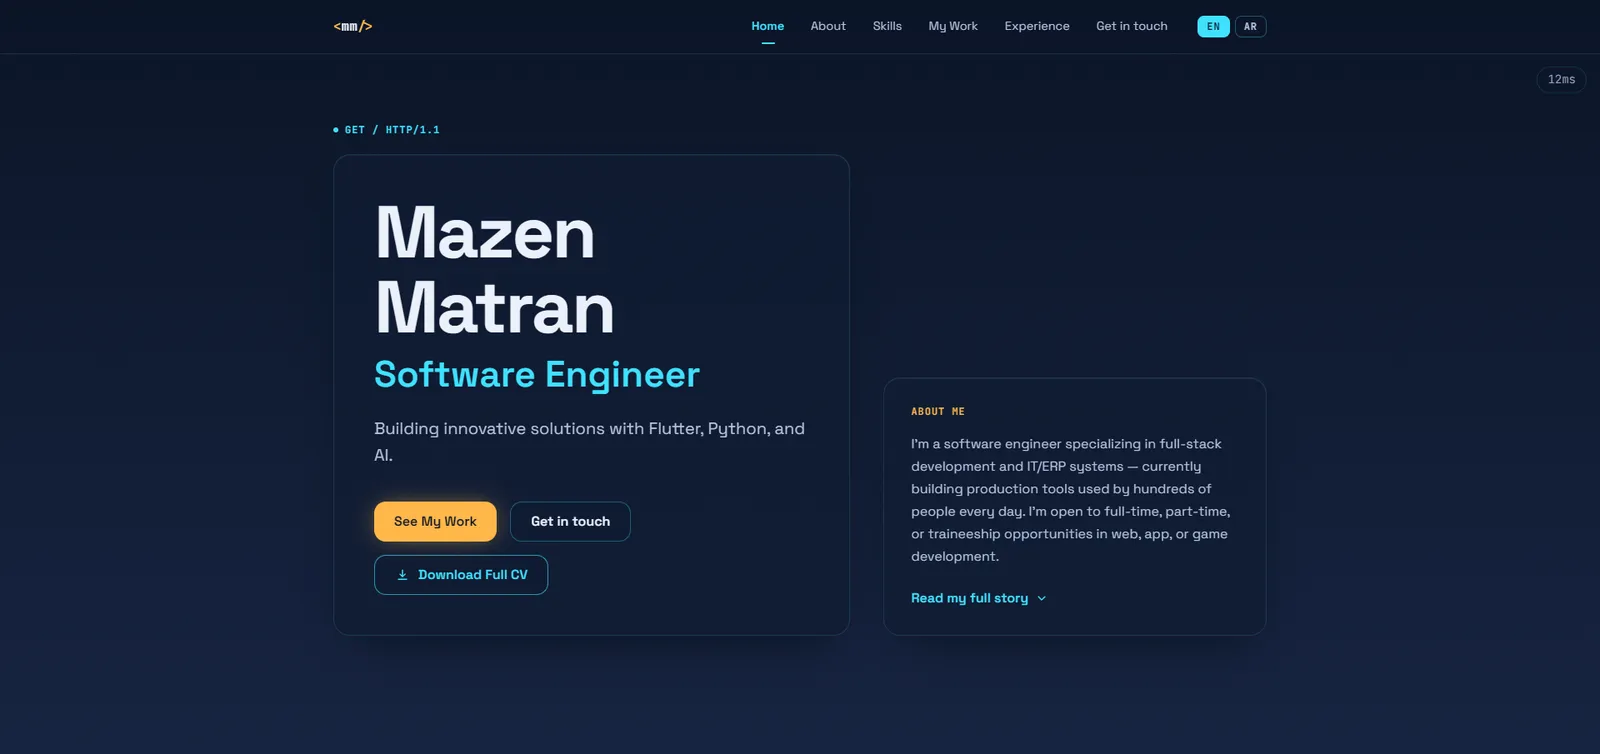 <mm/>
Home About Skills My Work Experience Get in touch EN AR
12ms
GET / HTTP/1.1
Mazen
Matran
Software Engineer
Building innovative solutions with Flutter, Python, and
AI.
See My Work Get in touch
Download Full CV
ABOUT ME
I'm a software engineer specializing in full-stack
development and IT/ERP systems — currently
building production tools used by hundreds of
people every day. I'm open to full-time, part-time,
or traineeship opportunities in web, app, or game
development.
Read my full story